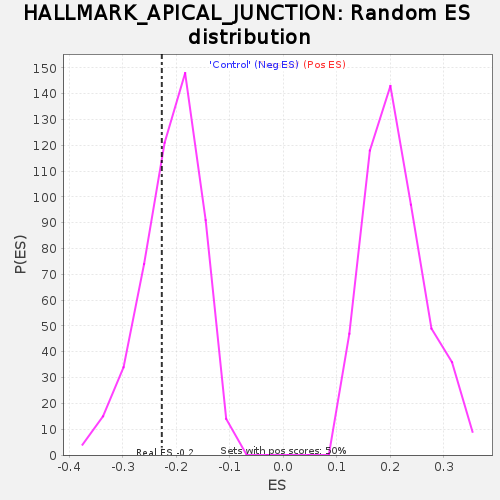 HALLMARK_APICAL_JUNCTION: Random ES
distribution
'Control' (Neg ES) (Pos ES)
150
140
130
120
110
100
90
80
70
60
50
40
30
20
10
0
P(ES)
Real ES -0.2
Sets with pos scores: 50%
-0.4 -0.3 -0.2 -0.1 0.0 0.1 0.2 0.3
ES